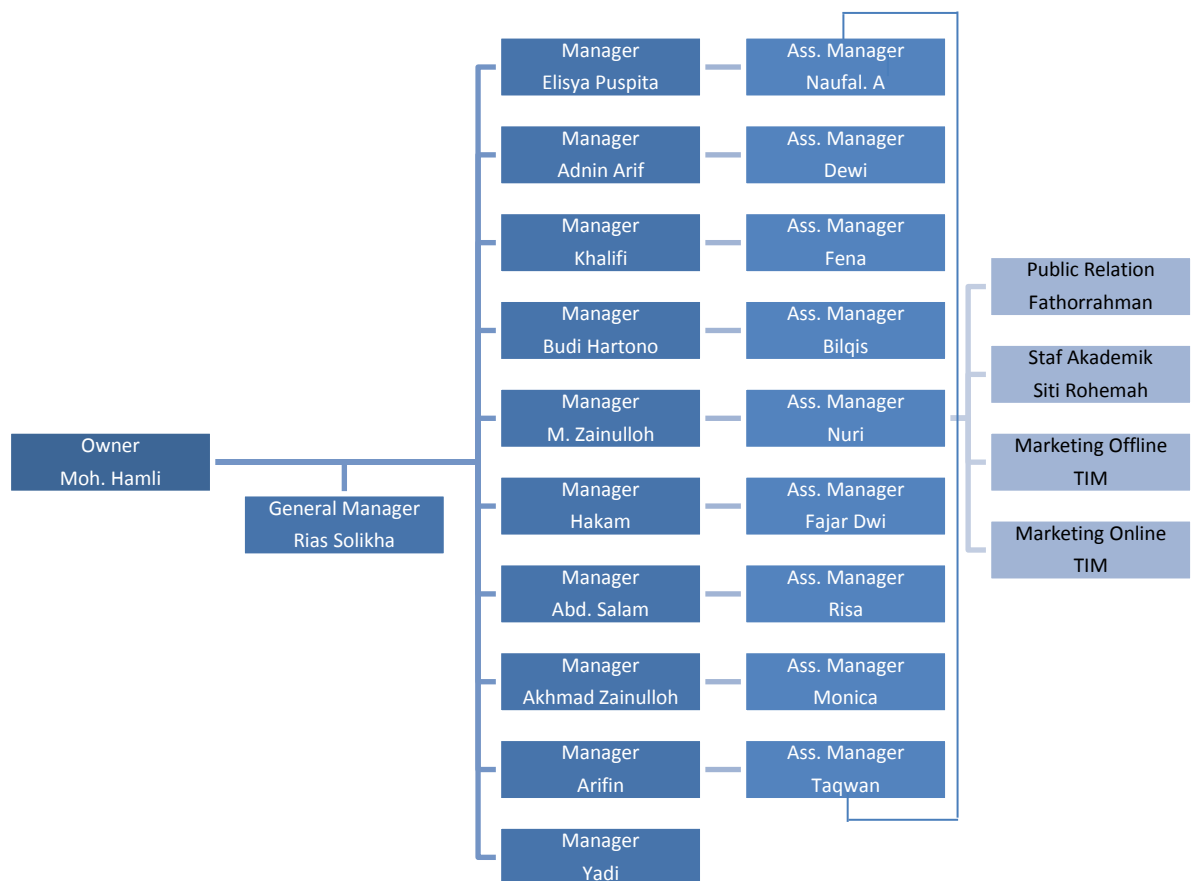 Owner
Moh. Hamli
General Manager
Rias Solikha
Manager
Elisya Puspita
Ass. Manager
Naufal. A
Manager
Adnin Arif
Ass. Manager
Dewi
Manager
Khalifi
Ass. Manager
Fena
Manager
Budi Hartono
Ass. Manager
Bilqis
Manager
M. Zainulloh
Ass. Manager
Nuri
Manager
Hakam
Ass. Manager
Fajar Dwi
Manager
Abd. Salam
Ass. Manager
Risa
Manager
Akhmad Zainulloh
Ass. Manager
Monica
Manager
Arifin
Ass. Manager
Taqwan
Manager
Yadi
Public Relation
Fathorrahman
Staf Akademik
Siti Rohemah
Marketing Offline
TIM
Marketing Online
TIM